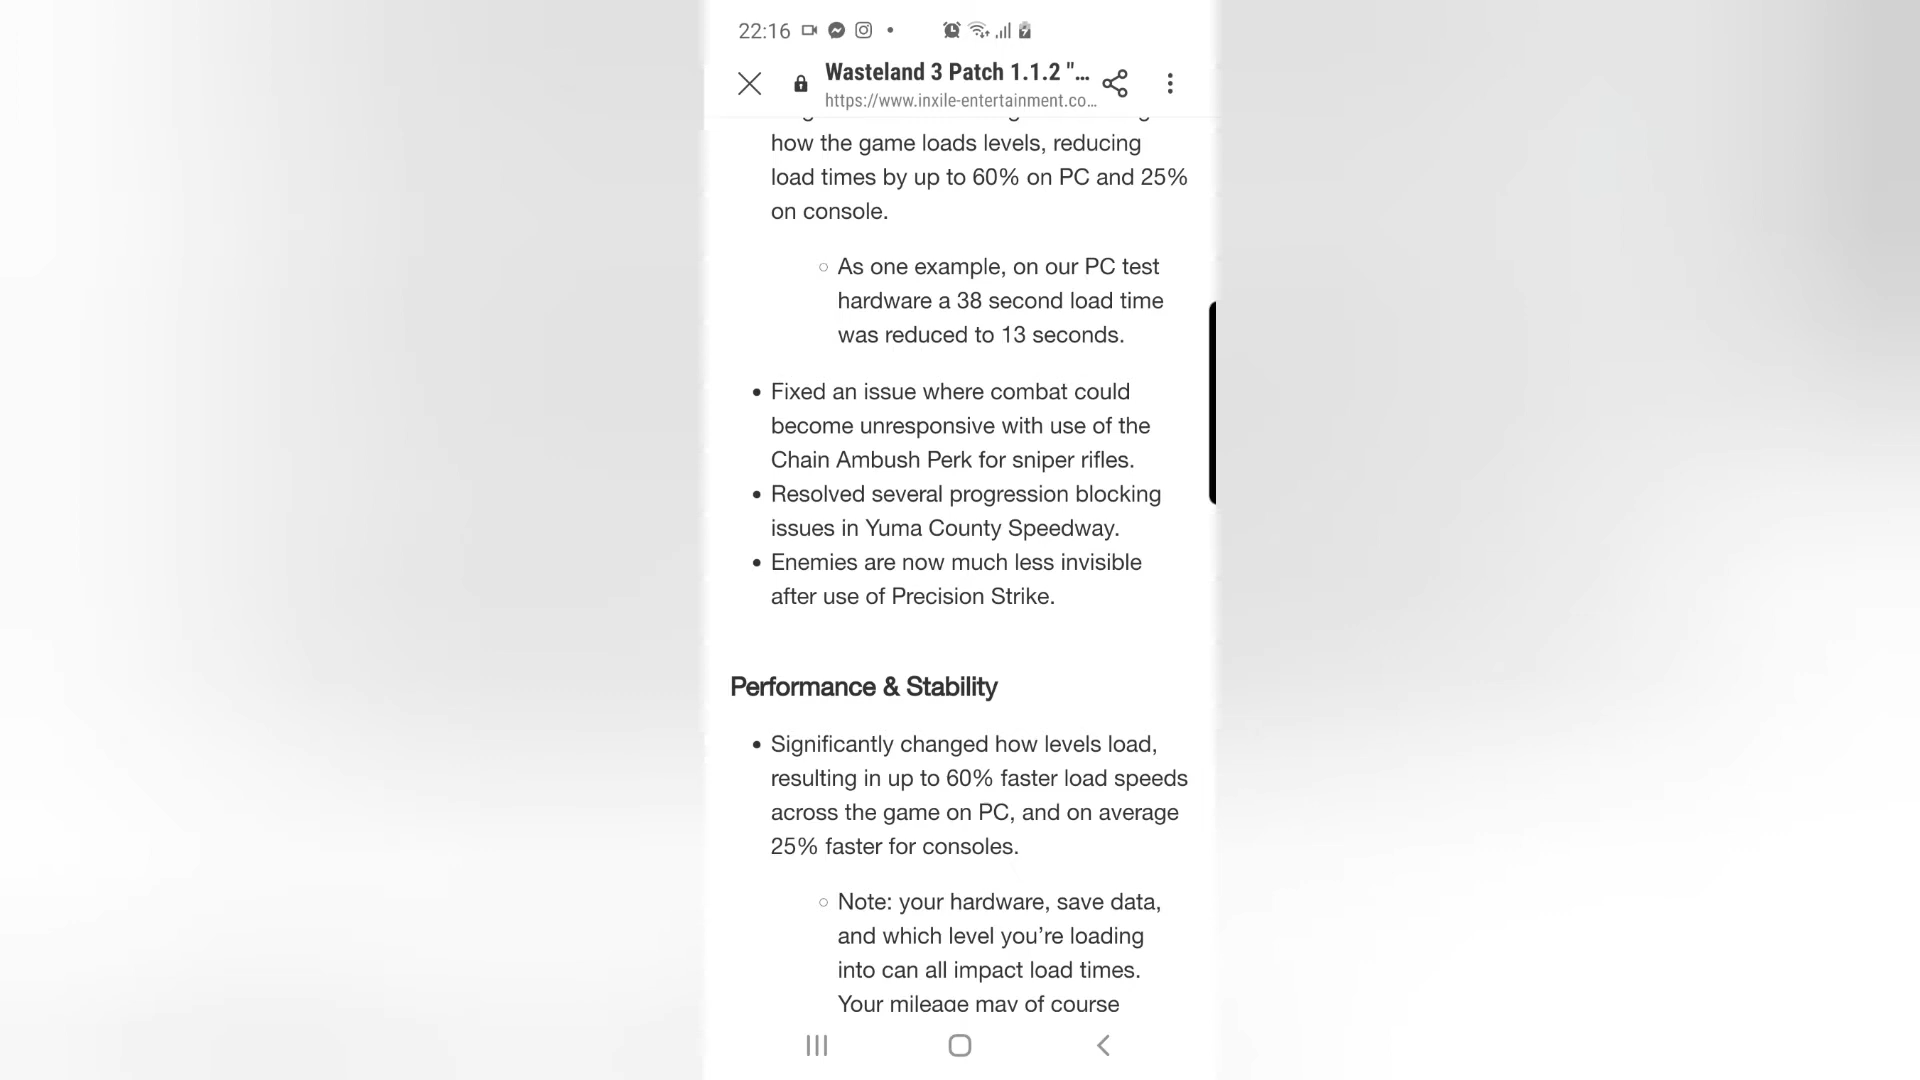 22:16
Wasteland 3 Patch 1.1.2 "...
https://www.inxile-entertainment.co...
how the game loads levels, reducing
load times by up to 60% on PC and 25%
on console.
As one example, on our PC test
hardware a 38 second load time
was reduced to 13 seconds.
Fixed an issue where combat could
become unresponsive with use of the
Chain Ambush Perk for sniper rifles.
Resolved several progression blocking
issues in Yuma County Speedway.
Enemies are now much less invisible
after use of Precision Strike.
Performance & Stability
Significantly changed how levels load,
resulting in up to 60% faster load speeds
across the game on PC, and on average
25% faster for consoles.
Note: your hardware, save data,
and which level you’re loading
into can all impact load times.
Your mileage may of course